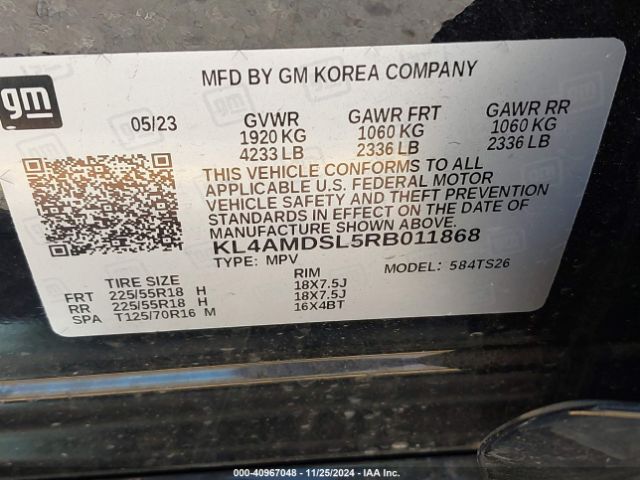 MFD BY GM KOREA COMPANY
gm
05/23 GVWR GAWR FRT GAWR RR
1920 KG 1060 KG 1060 KG
4233 LB 2336 LB 2336 LB
THIS VEHICLE CONFORMS TO ALL
APPLICABLE U.S. FEDERAL MOTOR
VEHICLE SAFETY AND THEFT PREVENTION
STANDARDS IN EFFECT ON THE DATE OF
MANUFACTURE SHOWN ABOVE.
KL4AMDSL5RB011868
TYPE: MPV MODEL: 584TS26
TIRE SIZE RIM
FRT 225/55R18 H 18X7.5J
RR 225/55R18 H 18X7.5J
SPA T125/70R16 M 16X4BT
000-40967048 - 11/25/2024 - IAA Inc.